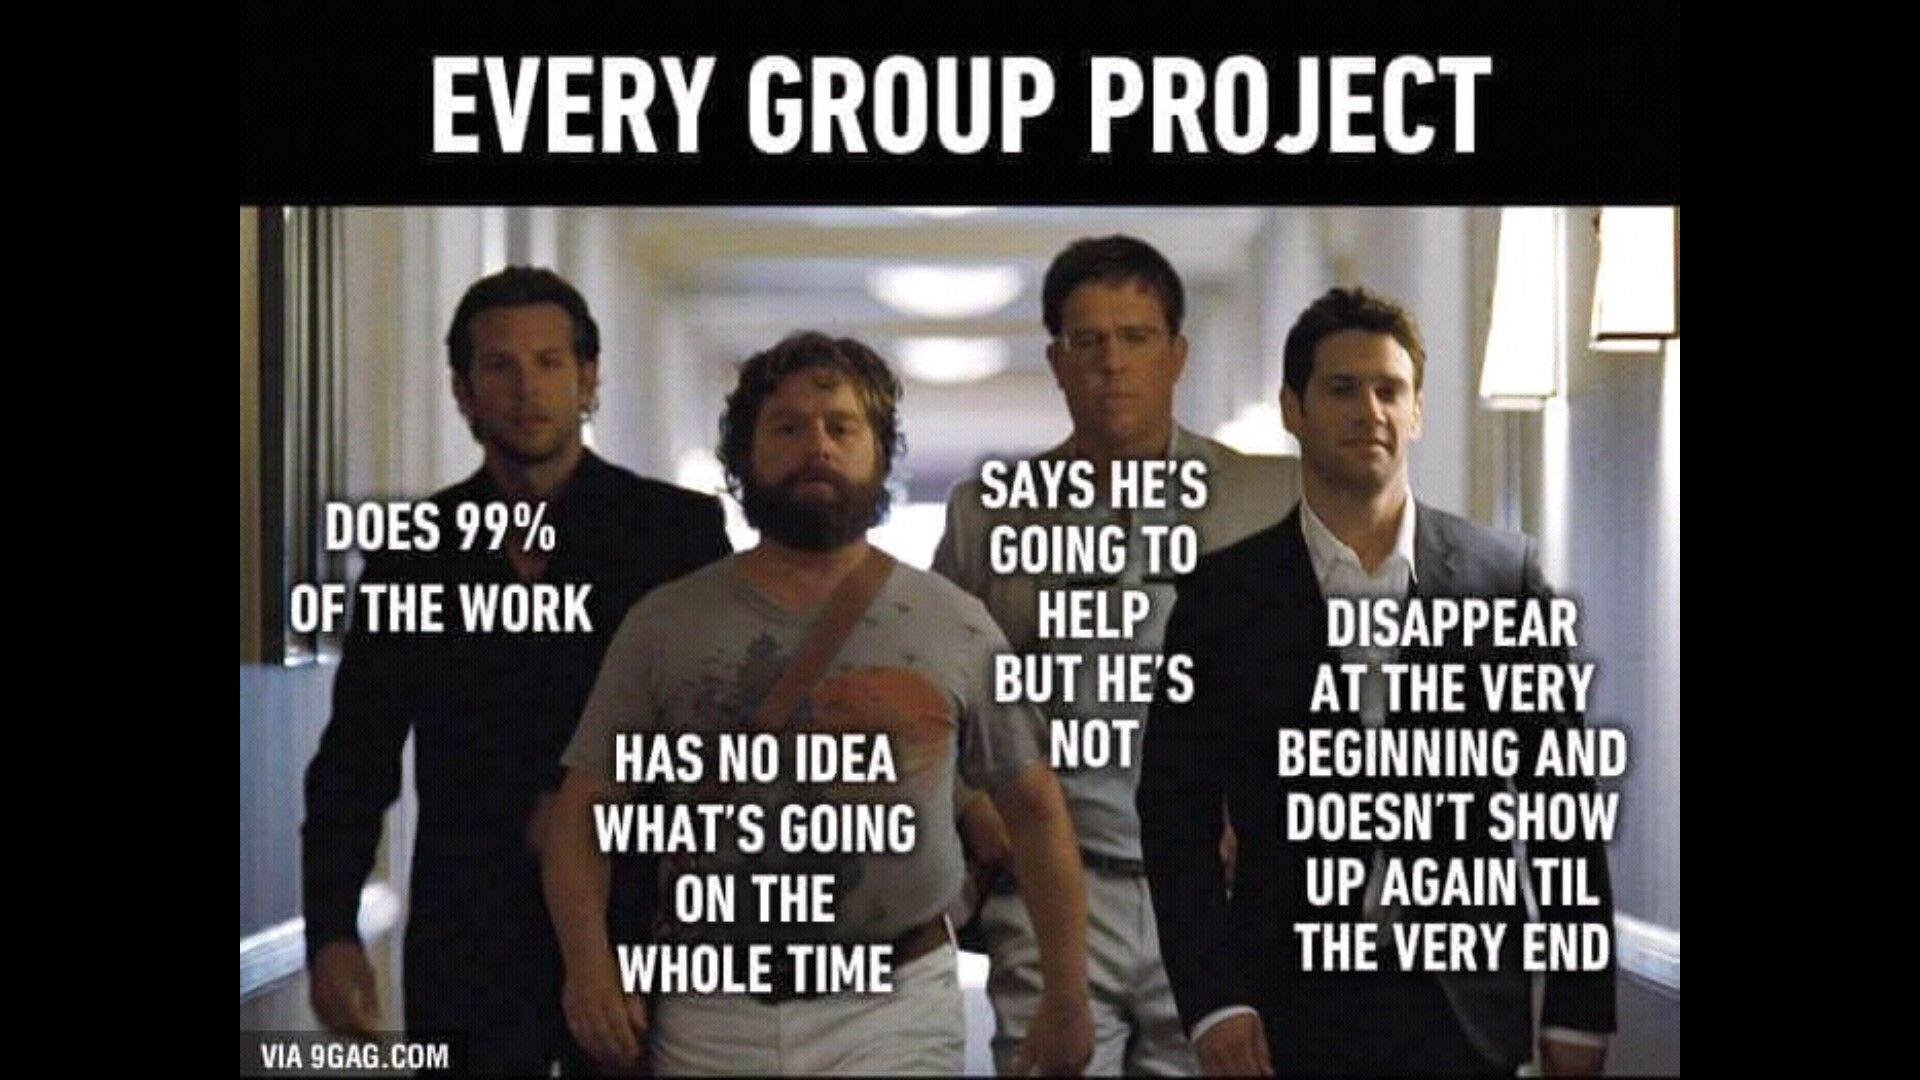 EVERY GROUP PROJECT
DOES 99%
OF THE WORK
HAS NO IDEA
WHAT'S GOING
ON THE
WHOLE TIME
SAYS HE'S
GOING TO
HELP
BUT HE'S
NOT
DISAPPEAR
AT THE VERY
BEGINNING AND
DOESN'T SHOW
UP AGAIN TIL
THE VERY END
VIA 9GAG.COM